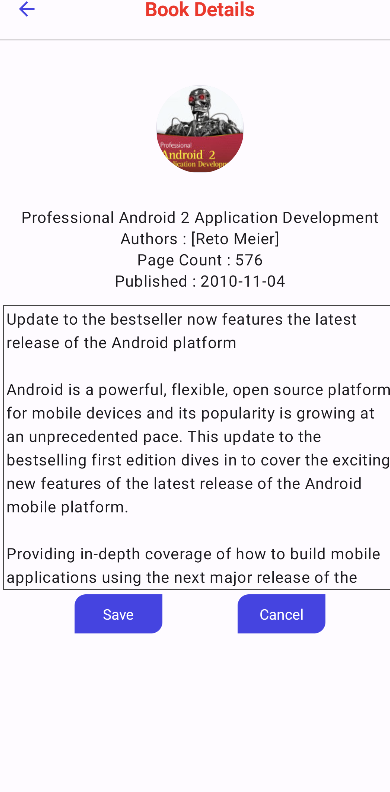 Book Details
Professional
Android 2
Application Development
Professional Android 2 Application Development
Authors : [Reto Meier]
Page Count : 576
Published : 2010-11-04
Update to the bestseller now features the latest
release of the Android platform
Android is a powerful, flexible, open source platform
for mobile devices and its popularity is growing at
an unprecedented pace. This update to the
bestselling first edition dives in to cover the exciting
new features of the latest release of the Android
mobile platform.
Providing in-depth coverage of how to build mobile
applications using the next major release of the
Save
Cancel